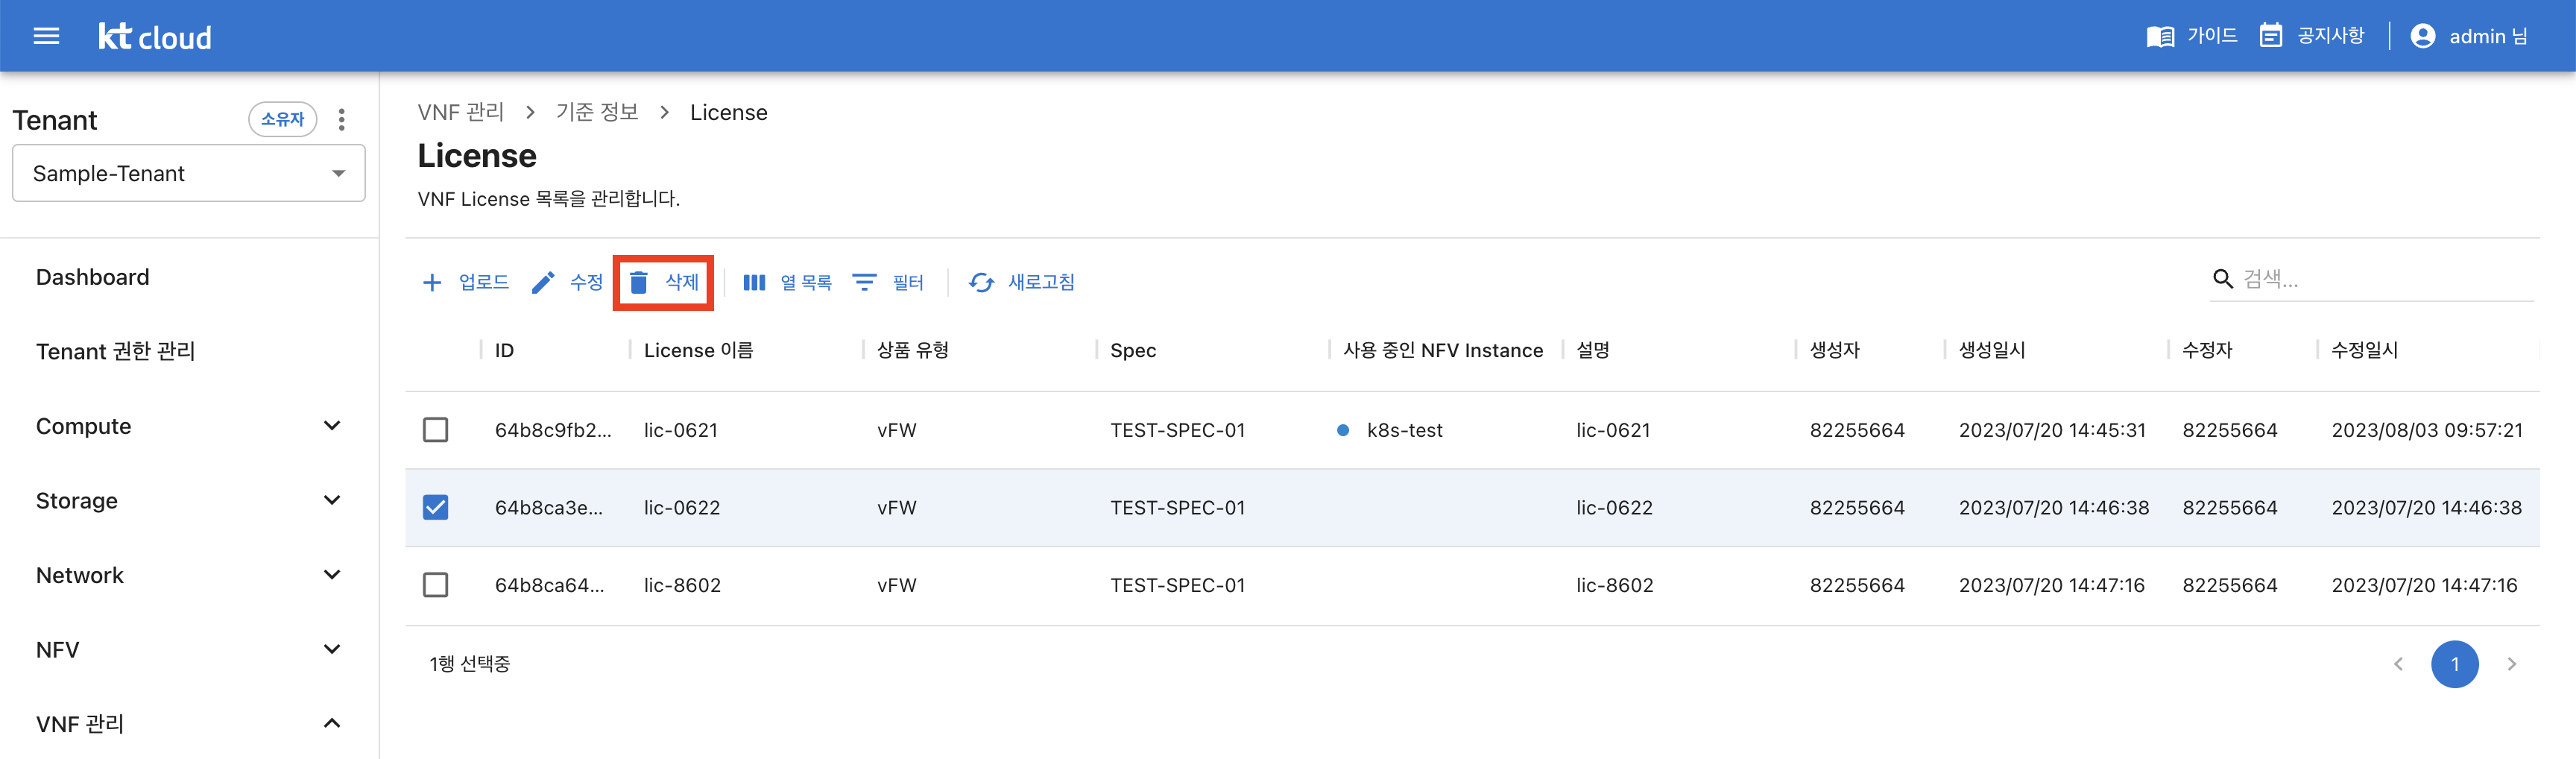 kt cloud
가이드 공지사항 admin 님
Tenant 소유자
Sample-Tenant
Dashboard
Tenant 권한 관리
Compute
Storage
Network
NFV
VNF 관리
VNF 관리 > 기준 정보 > License
License
VNF License 목록을 관리합니다.
+ 업로드 수정 삭제 열 목록 필터 새로고침
검색...
ID License 이름 상품 유형 Spec 사용 중인 NFV Instance 설명 생성자 생성일시 수정자 수정일시
64b8c9fb2... lic-0621 vFW TEST-SPEC-01 k8s-test lic-0621 82255664 2023/07/20 14:45:31 82255664 2023/08/03 09:57:21
64b8ca3e... lic-0622 vFW TEST-SPEC-01 lic-0622 82255664 2023/07/20 14:46:38 82255664 2023/07/20 14:46:38
64b8ca64... lic-8602 vFW TEST-SPEC-01 lic-8602 82255664 2023/07/20 14:47:16 82255664 2023/07/20 14:47:16
1행 선택중
< 1 >